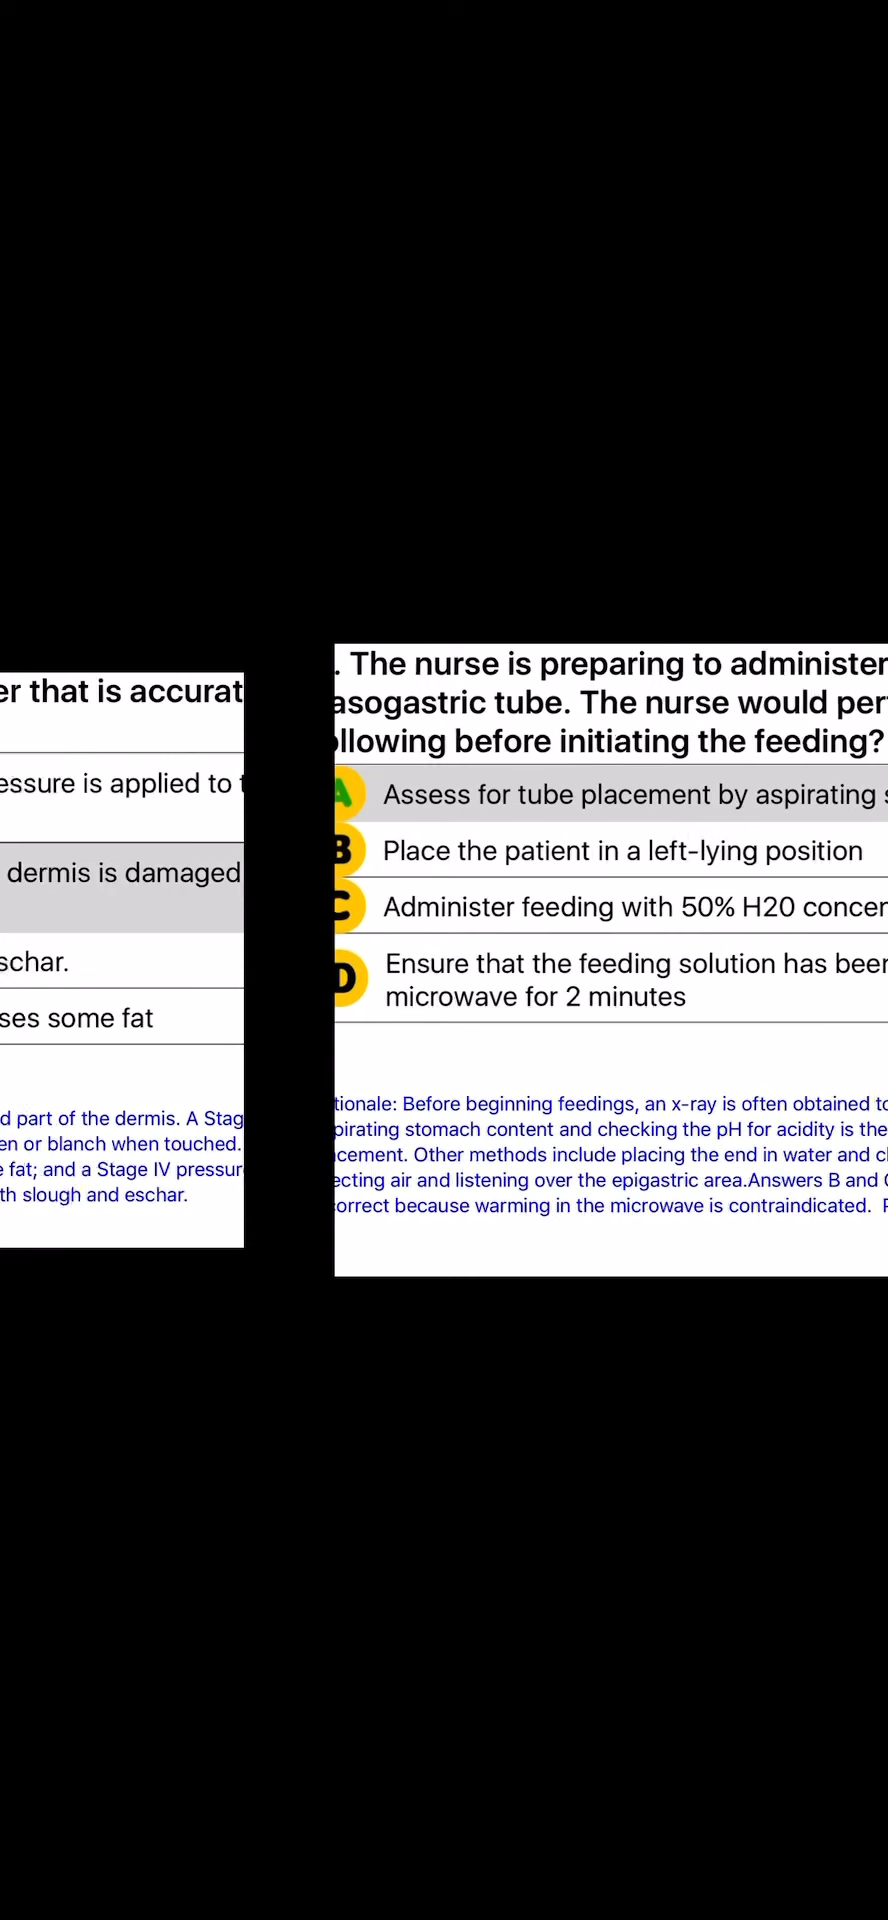 er that is accurat
essure is applied to t
dermis is damaged
schar.
ses some fat
d part of the dermis. A Stag
en or blanch when touched.
e fat; and a Stage IV pressure
th slough and eschar.
. The nurse is preparing to administer
asogastric tube. The nurse would per
ollowing before initiating the feeding?
A Assess for tube placement by aspirating s
B Place the patient in a left-lying position
C Administer feeding with 50% H20 concen
D Ensure that the feeding solution has been
microwave for 2 minutes
tionale: Before beginning feedings, an x-ray is often obtained to
pirating stomach content and checking the pH for acidity is the
acement. Other methods include placing the end in water and ch
ecting air and listening over the epigastric area.Answers B and C
correct because warming in the microwave is contraindicated.